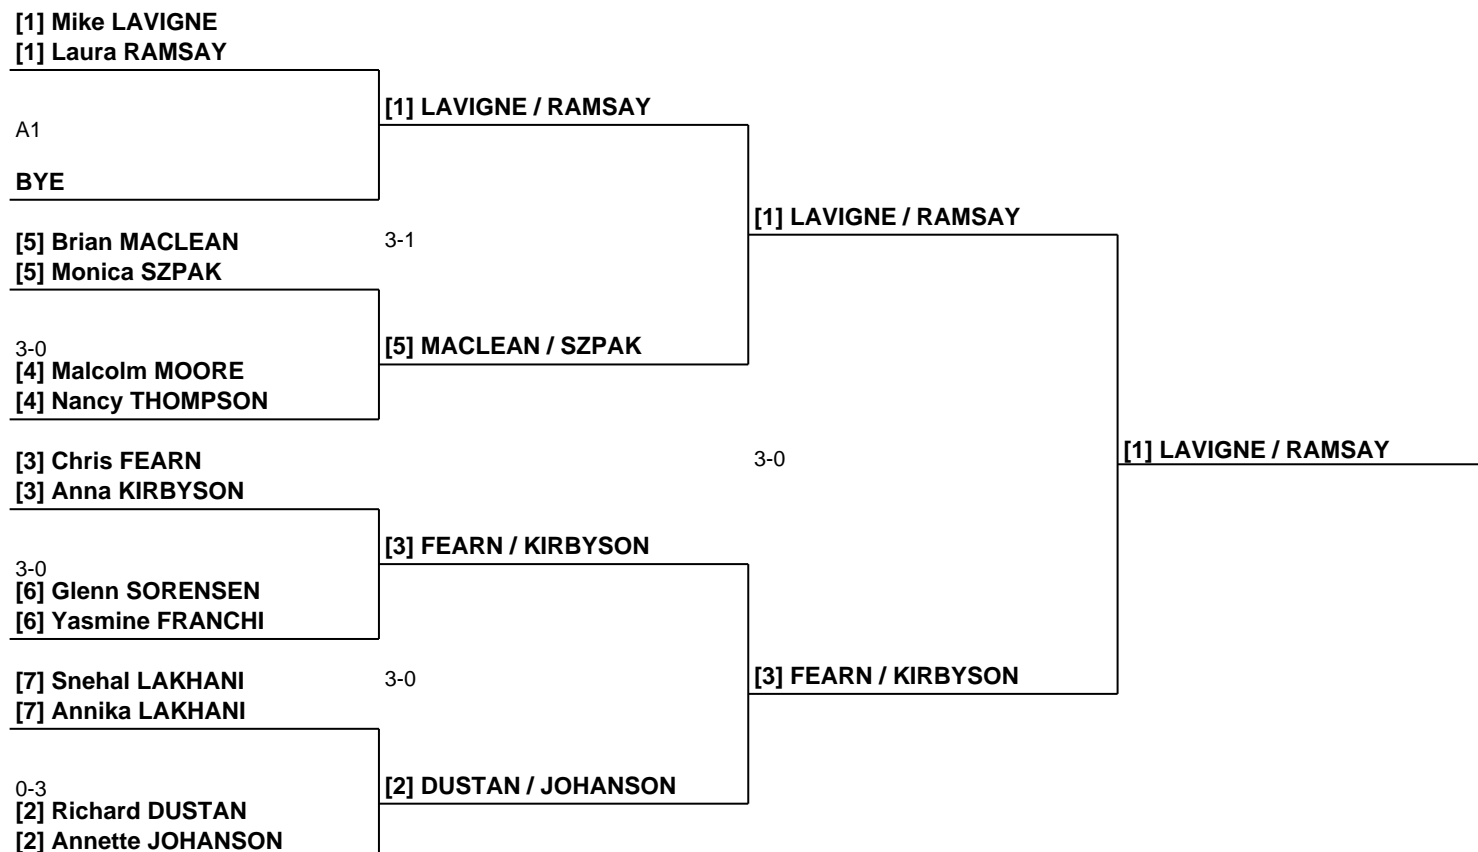 [1] Mike LAVIGNE
[1] Laura RAMSAY
[1] LAVIGNE / RAMSAY
A1
BYE
[1] LAVIGNE / RAMSAY
[5] Brian MACLEAN
3-1
[5] Monica SZPAK
3-0
[5] MACLEAN / SZPAK
[4] Malcolm MOORE
[4] Nancy THOMPSON
[3] Chris FEARN
3-0
[1] LAVIGNE / RAMSAY
[3] Anna KIRBYSON
[3] FEARN / KIRBYSON
3-0
[6] Glenn SORENSEN
[6] Yasmine FRANCHI
[7] Snehal LAKHANI
3-0
[3] FEARN / KIRBYSON
[7] Annika LAKHANI
0-3
[2] DUSTAN / JOHANSON
[2] Richard DUSTAN
[2] Annette JOHANSON